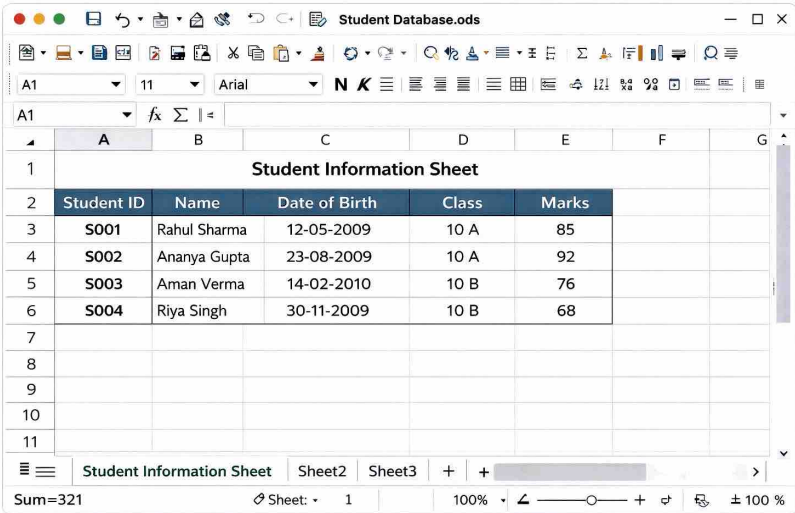 Student Database.ods
A1 11 Arial N K
A1 fx Σ
A B C D E F G
1 Student Information Sheet
2 Student ID Name Date of Birth Class Marks
3 S001 Rahul Sharma 12-05-2009 10 A 85
4 S002 Ananya Gupta 23-08-2009 10 A 92
5 S003 Aman Verma 14-02-2010 10 B 76
6 S004 Riya Singh 30-11-2009 10 B 68
7
8
9
10
11
Student Information Sheet Sheet2 Sheet3 + +
Sum=321 Sheet: 1 100% ± 100 %